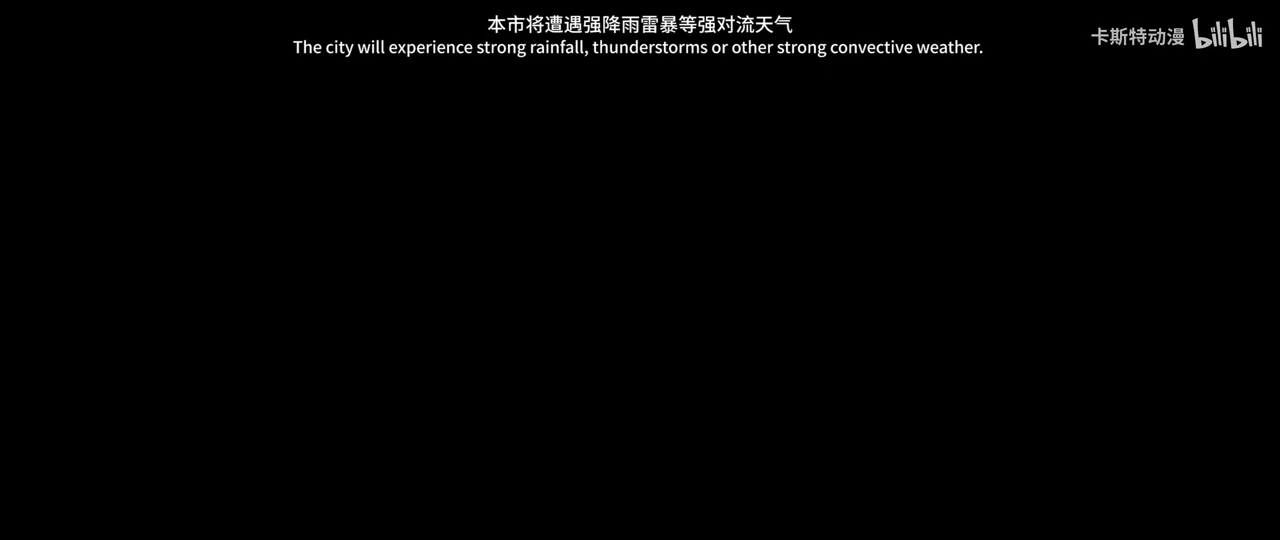 本市将遭遇强降雨雷暴等强对流天气
The city will experience strong rainfall, thunderstorms or other strong convective weather.
卡斯特动漫 bilibili